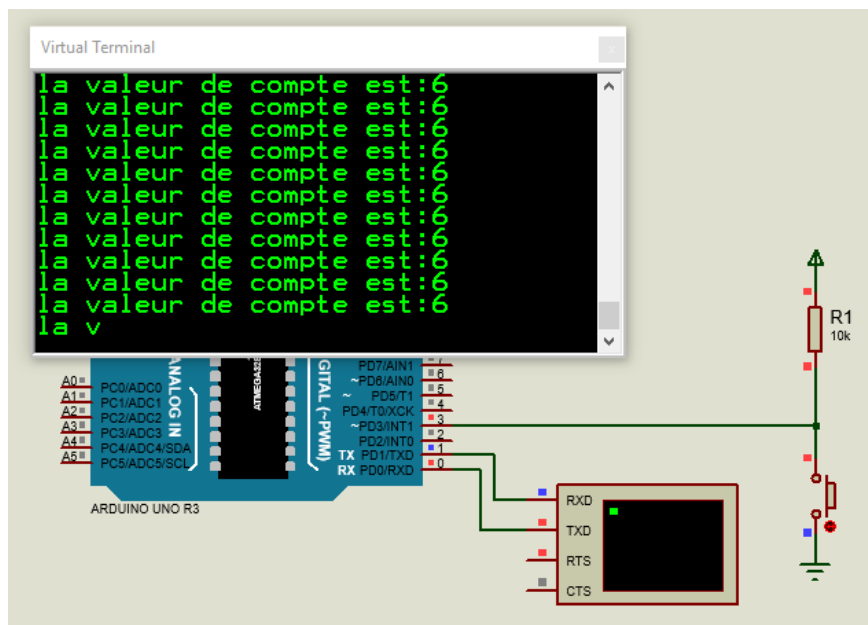 Virtual Terminal
x
la valeur de compte est:6
la valeur de compte est:6
la valeur de compte est:6
la valeur de compte est:6
la valeur de compte est:6
la valeur de compte est:6
la valeur de compte est:6
la valeur de compte est:6
la valeur de compte est:6
la valeur de compte est:6
la valeur de compte est:6
la v
R1
10k
A0
A1
A2
A3
A4
A5
PC0/ADC0
PC1/ADC1
PC2/ADC2
PC3/ADC3
PC4/ADC4/SDA
PC5/ADC5/SCL
ANALOG IN
PD7/AIN1
~PD6/AIN0
~ PD5/T1
PD4/T0/XCK
~PD3/INT1
PD2/INT0
TX PD1/TXD
RX PD0/RXD
6
5
4
3
2
1
0
ARDUINO UNO R3
RXD
TXD
RTS
CTS